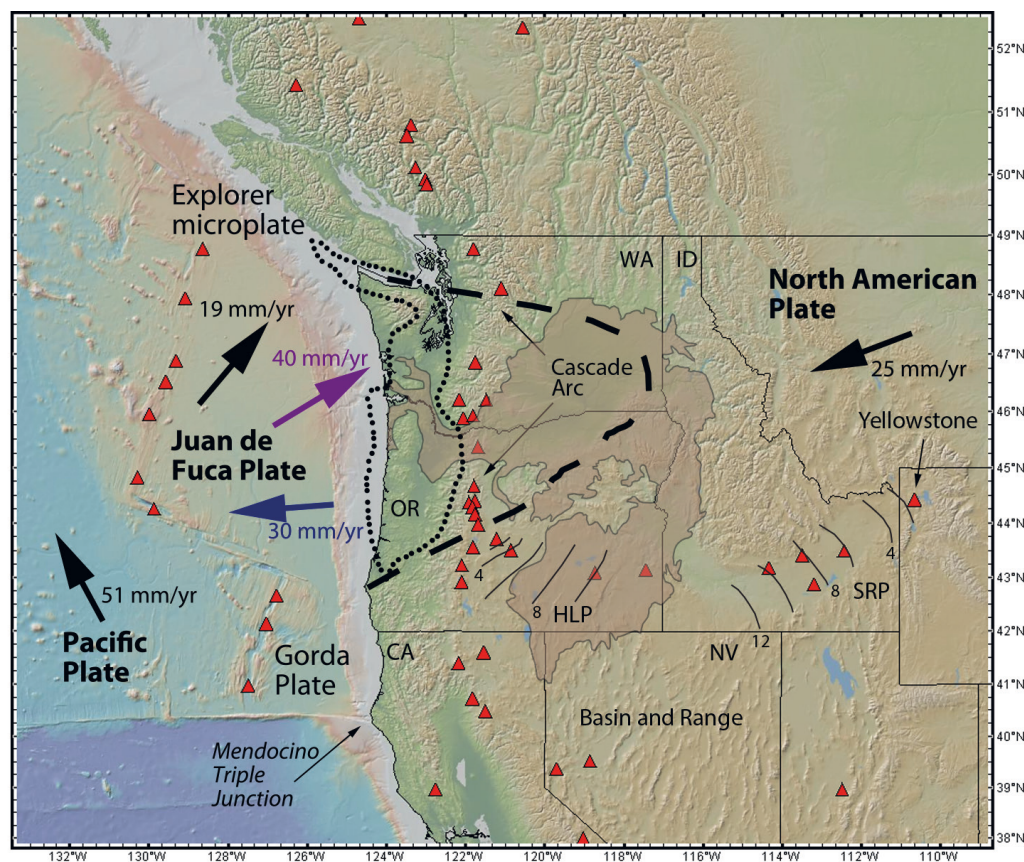 Explorer
microplate
19 mm/yr
40 mm/yr
Juan de
Fuca Plate
30 mm/yr
51 mm/yr
Pacific
Plate
Gorda
Plate
Mendocino
Triple
Junction
WA
ID
North American
Plate
25 mm/yr
Cascade
Arc
Yellowstone
OR
4
8
HLP
4
8
SRP
12
CA
NV
Basin and Range
52°N
51°N
50°N
49°N
48°N
47°N
46°N
45°N
44°N
43°N
42°N
41°N
40°N
39°N
38°N
132°W
130°W
128°W
126°W
124°W
122°W
120°W
118°W
116°W
114°W
112°W
110°W